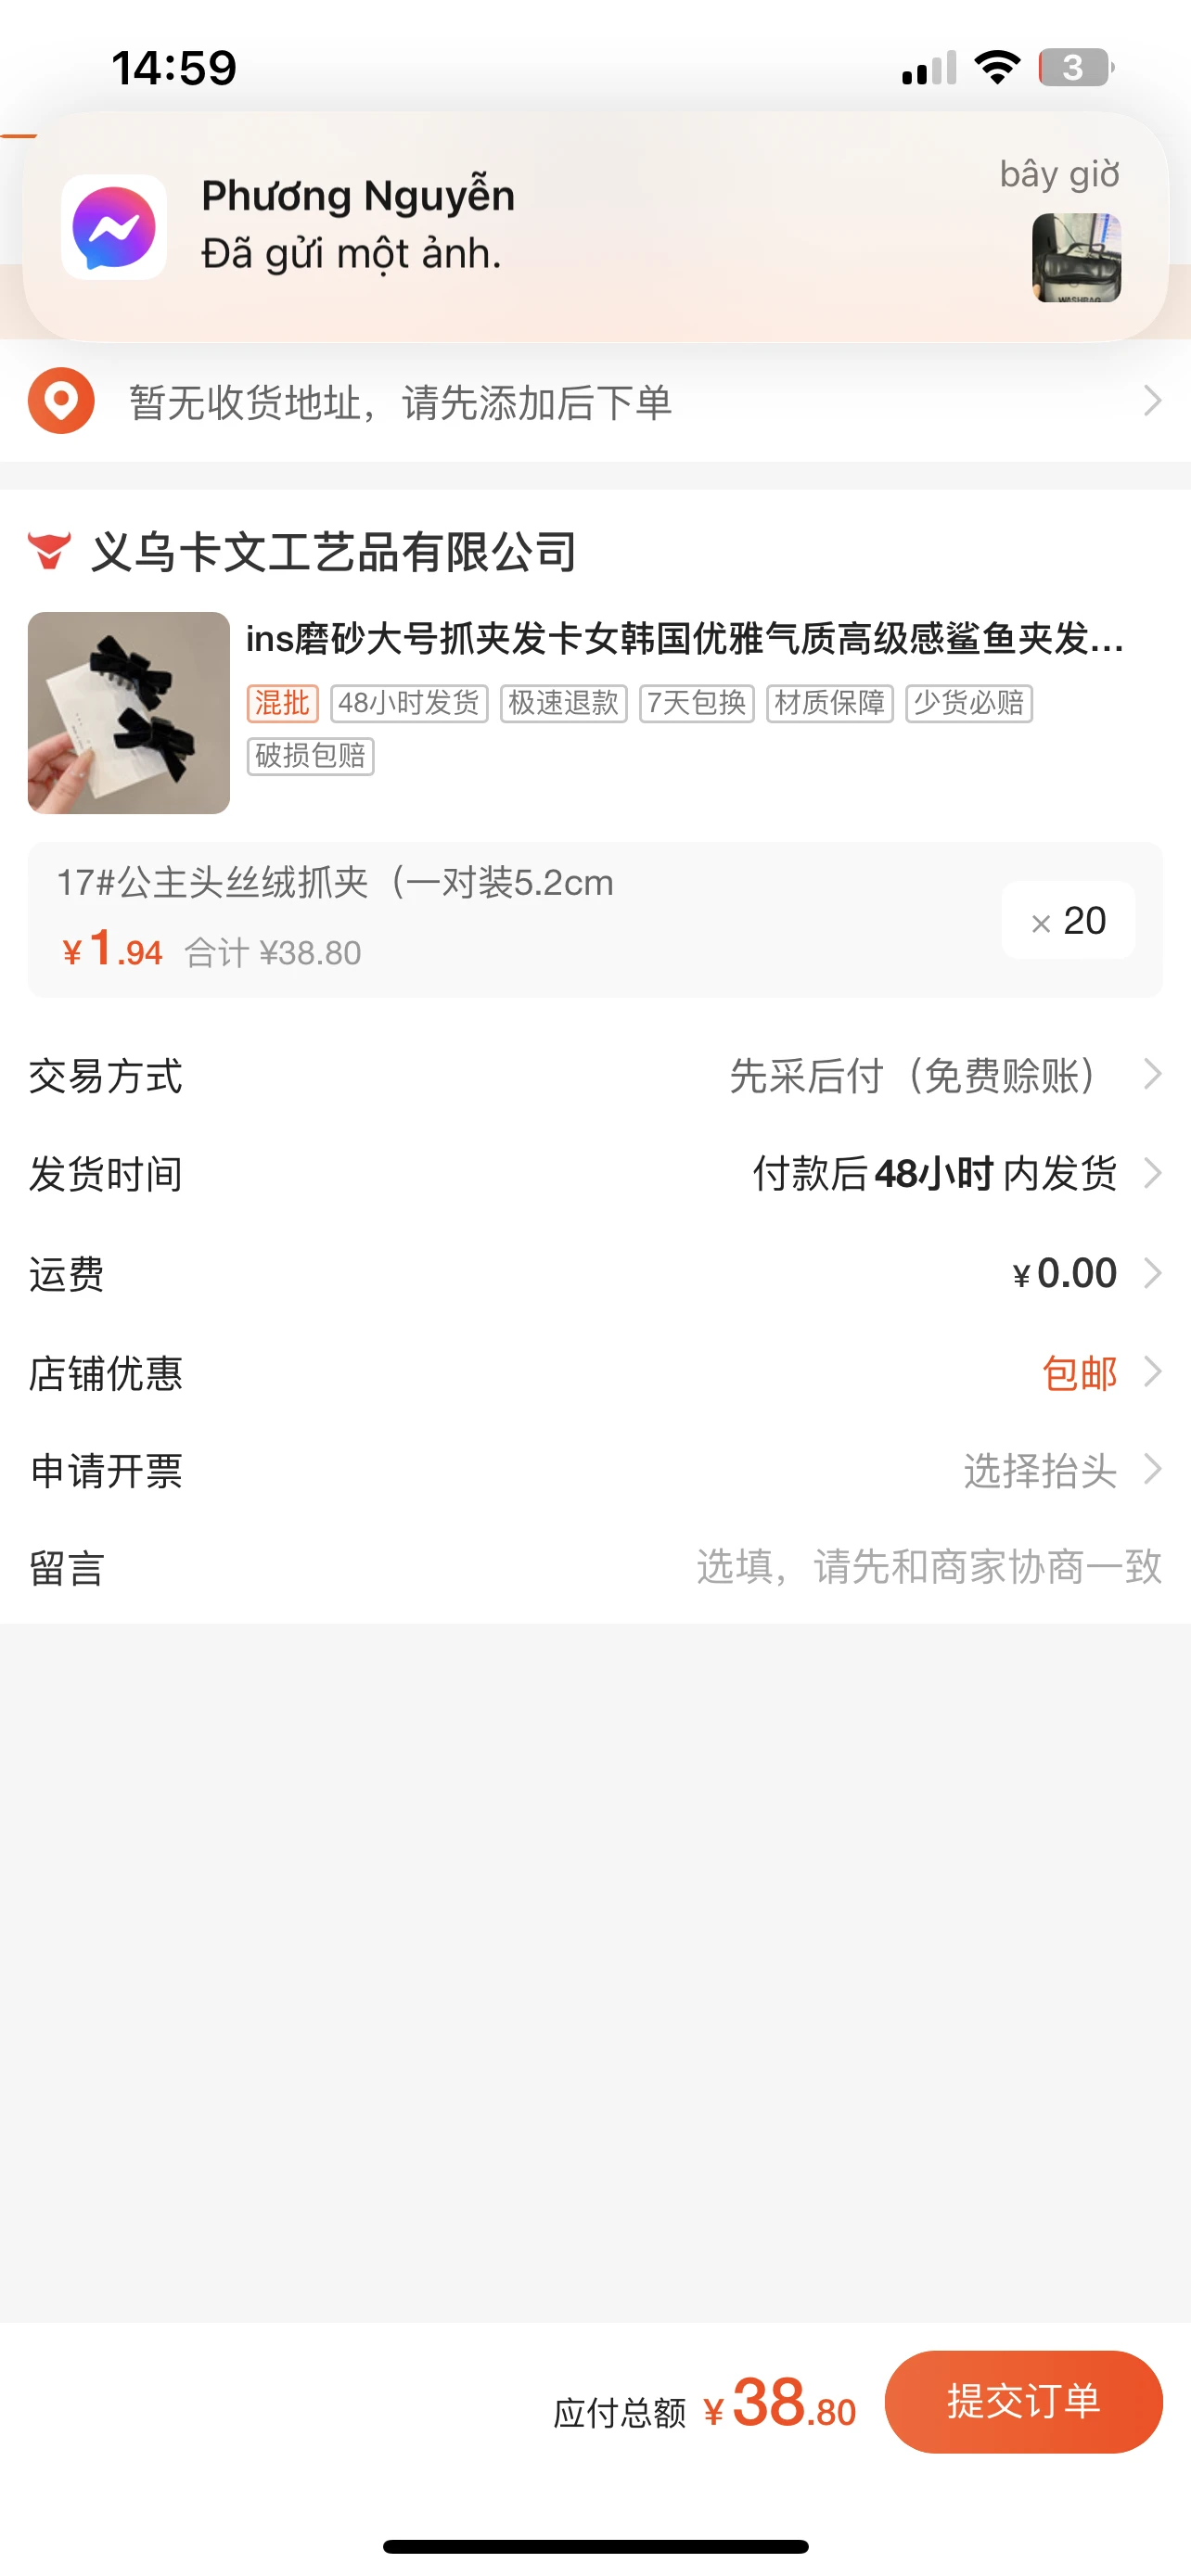 14:59
3
Phương Nguyễn
bây giờ
Đã gửi một ảnh.
WASHBAG
暂无收货地址，请先添加后下单
义乌卡文工艺品有限公司
ins磨砂大号抓夹发卡女韩国优雅气质高级感鲨鱼夹发...
混批 48小时发货 极速退款 7天包换 材质保障 少货必赔
破损包赔
17#公主头丝绒抓夹（一对装5.2cm
¥1.94 合计 ¥38.80
× 20
交易方式 先采后付（免费赊账）
发货时间 付款后48小时内发货
运费 ¥0.00
店铺优惠 包邮
申请开票 选择抬头
留言 选填，请先和商家协商一致
应付总额 ¥38.80 提交订单